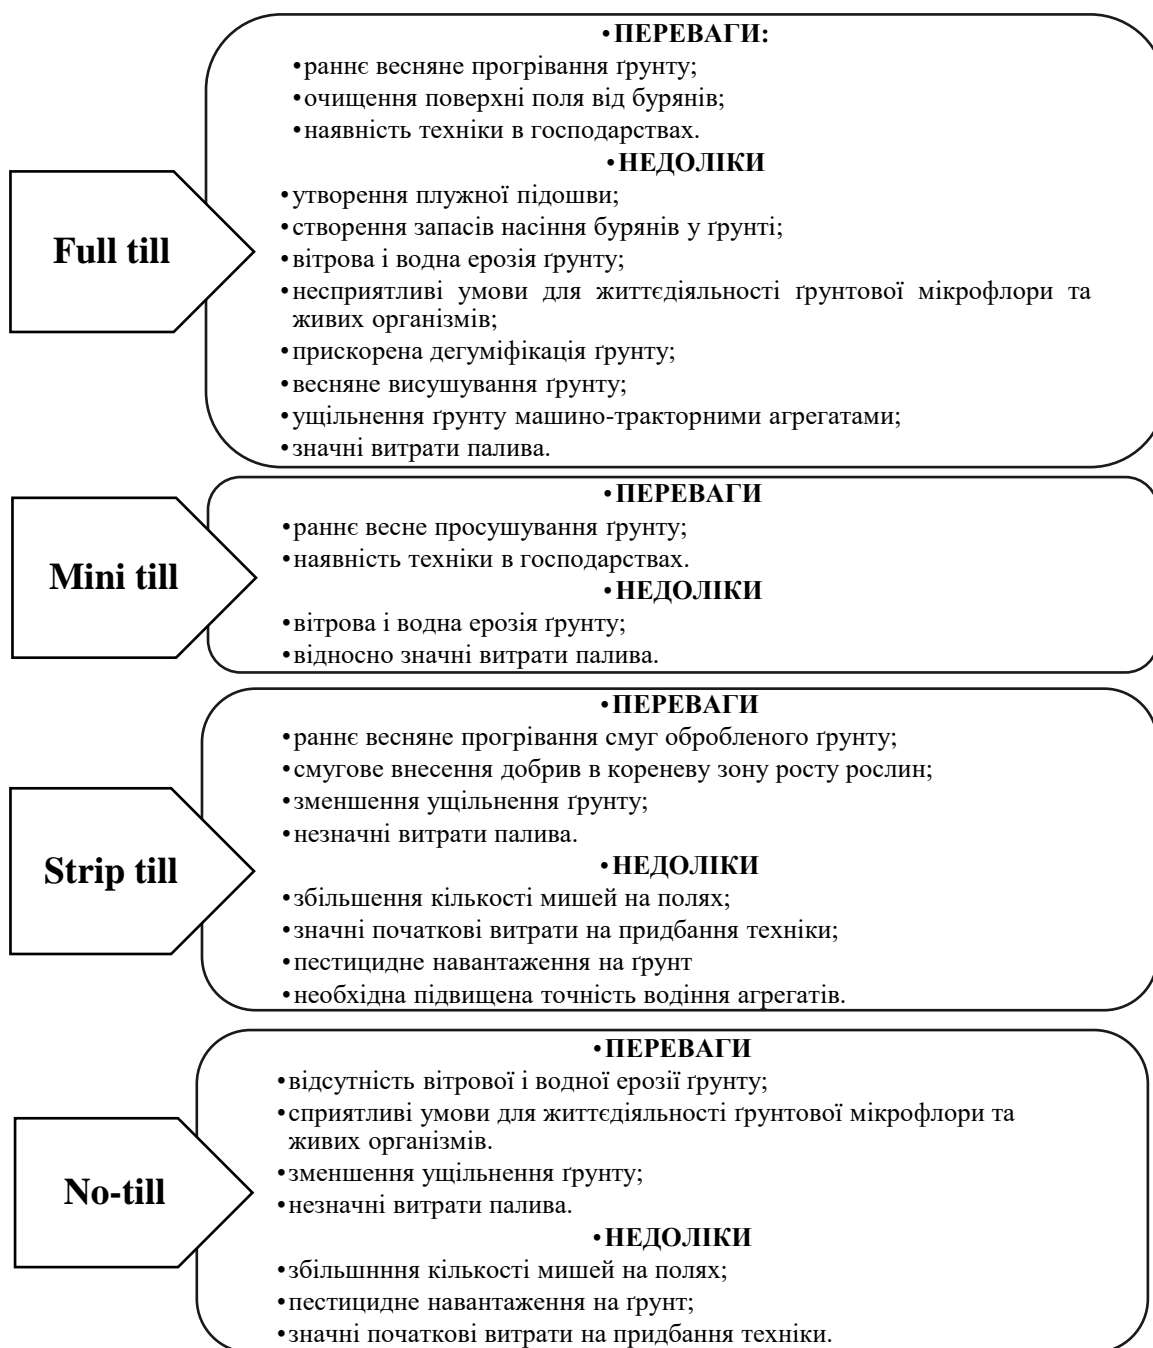 •ПЕРЕВАГИ:
•раннє весняне прогрівання ґрунту;
•очищення поверхні поля від бурянів;
•наявність техніки в господарствах.
•НЕДОЛІКИ
•утворення плужної підошви;
•створення запасів насіння бурянів у ґрунті;
Full till
•вітрова і водна ерозія ґрунту;
•несприятливі умови для життєдіяльності ґрунтової мікрофлори та
живих організмів;
•прискорена дегуміфікація ґрунту;
•весняне висушування ґрунту;
•ущільнення ґрунту машино-тракторними агрегатами;
•значні витрати палива.
•ПЕРЕВАГИ
•раннє весне просушування ґрунту;
•наявність техніки в господарствах.
Mini till
•НЕДОЛІКИ
•вітрова і водна ерозія ґрунту;
•відносно значні витрати палива.
•ПЕРЕВАГИ
•раннє весняне прогрівання смуг обробленого ґрунту;
•смугове внесення добрив в кореневу зону росту рослин;
•зменшення ущільнення ґрунту;
•незначні витрати палива.
Strip till
•НЕДОЛІКИ
•збільшення кількості мишей на полях;
•значні початкові витрати на придбання техніки;
•пестицидне навантаження на ґрунт
•необхідна підвищена точність водіння агрегатів.
•ПЕРЕВАГИ
•відсутність вітрової і водної ерозії ґрунту;
•сприятливі умови для життєдіяльності ґрунтової мікрофлори та
живих організмів.
•зменшення ущільнення ґрунту;
No-till
•незначні витрати палива.
•НЕДОЛІКИ
•збільшнння кількості мишей на полях;
•пестицидне навантаження на ґрунт;
•значні початкові витрати на придбання техніки.